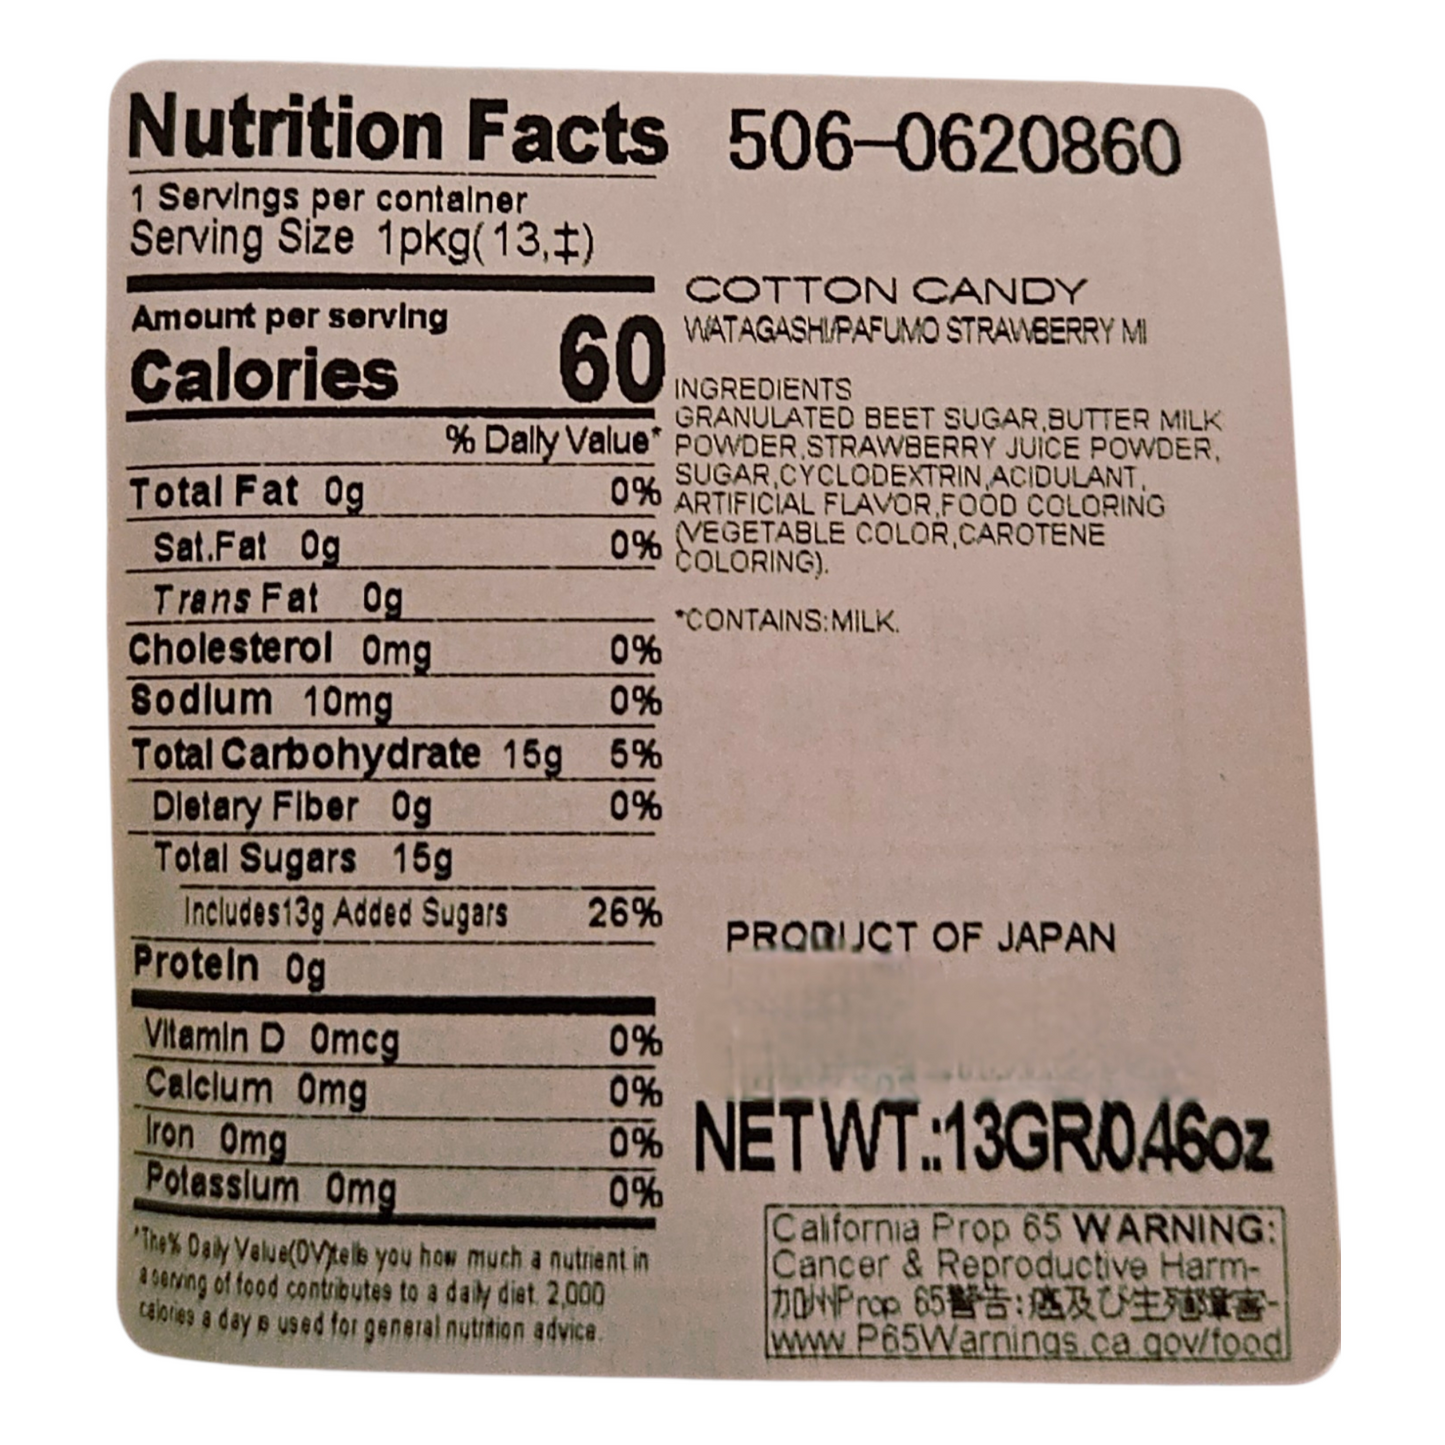 Nutrition Facts
1 Servings per container
Serving Size 1pkg(13,‡)
Amount per serving
Calories 60
% Daily Value*
Total Fat 0g 0%
Sat.Fat 0g 0%
Trans Fat 0g
Cholesterol 0mg 0%
Sodium 10mg 0%
Total Carbohydrate 15g 5%
Dietary Fiber 0g 0%
Total Sugars 15g
Includes13g Added Sugars 26%
Protein 0g
Vitamin D 0mcg 0%
Calcium 0mg 0%
Iron 0mg 0%
Potassium 0mg 0%
*The% Daily Value(DV)tells you how much a nutrient in
a serving of food contributes to a daily diet. 2,000
calories a day is used for general nutrition advice.
506-0620860
COTTON CANDY
WATAGASHI/PAFUMO STRAWBERRY MI
INGREDIENTS
GRANULATED BEET SUGAR,BUTTER MILK
POWDER,STRAWBERRY JUICE POWDER,
SUGAR,CYCLODEXTRIN,ACIDULANT,
ARTIFICIAL FLAVOR,FOOD COLORING
(VEGETABLE COLOR,CAROTENE
COLORING).
*CONTAINS:MILK.
PRODUCT OF JAPAN
NET WT.:13GR/0.46oz
California Prop 65 WARNING:
Cancer & Reproductive Harm-
加州Prop 65警告:癌及び生殖障害-
www.P65Warnings.ca.gov/food